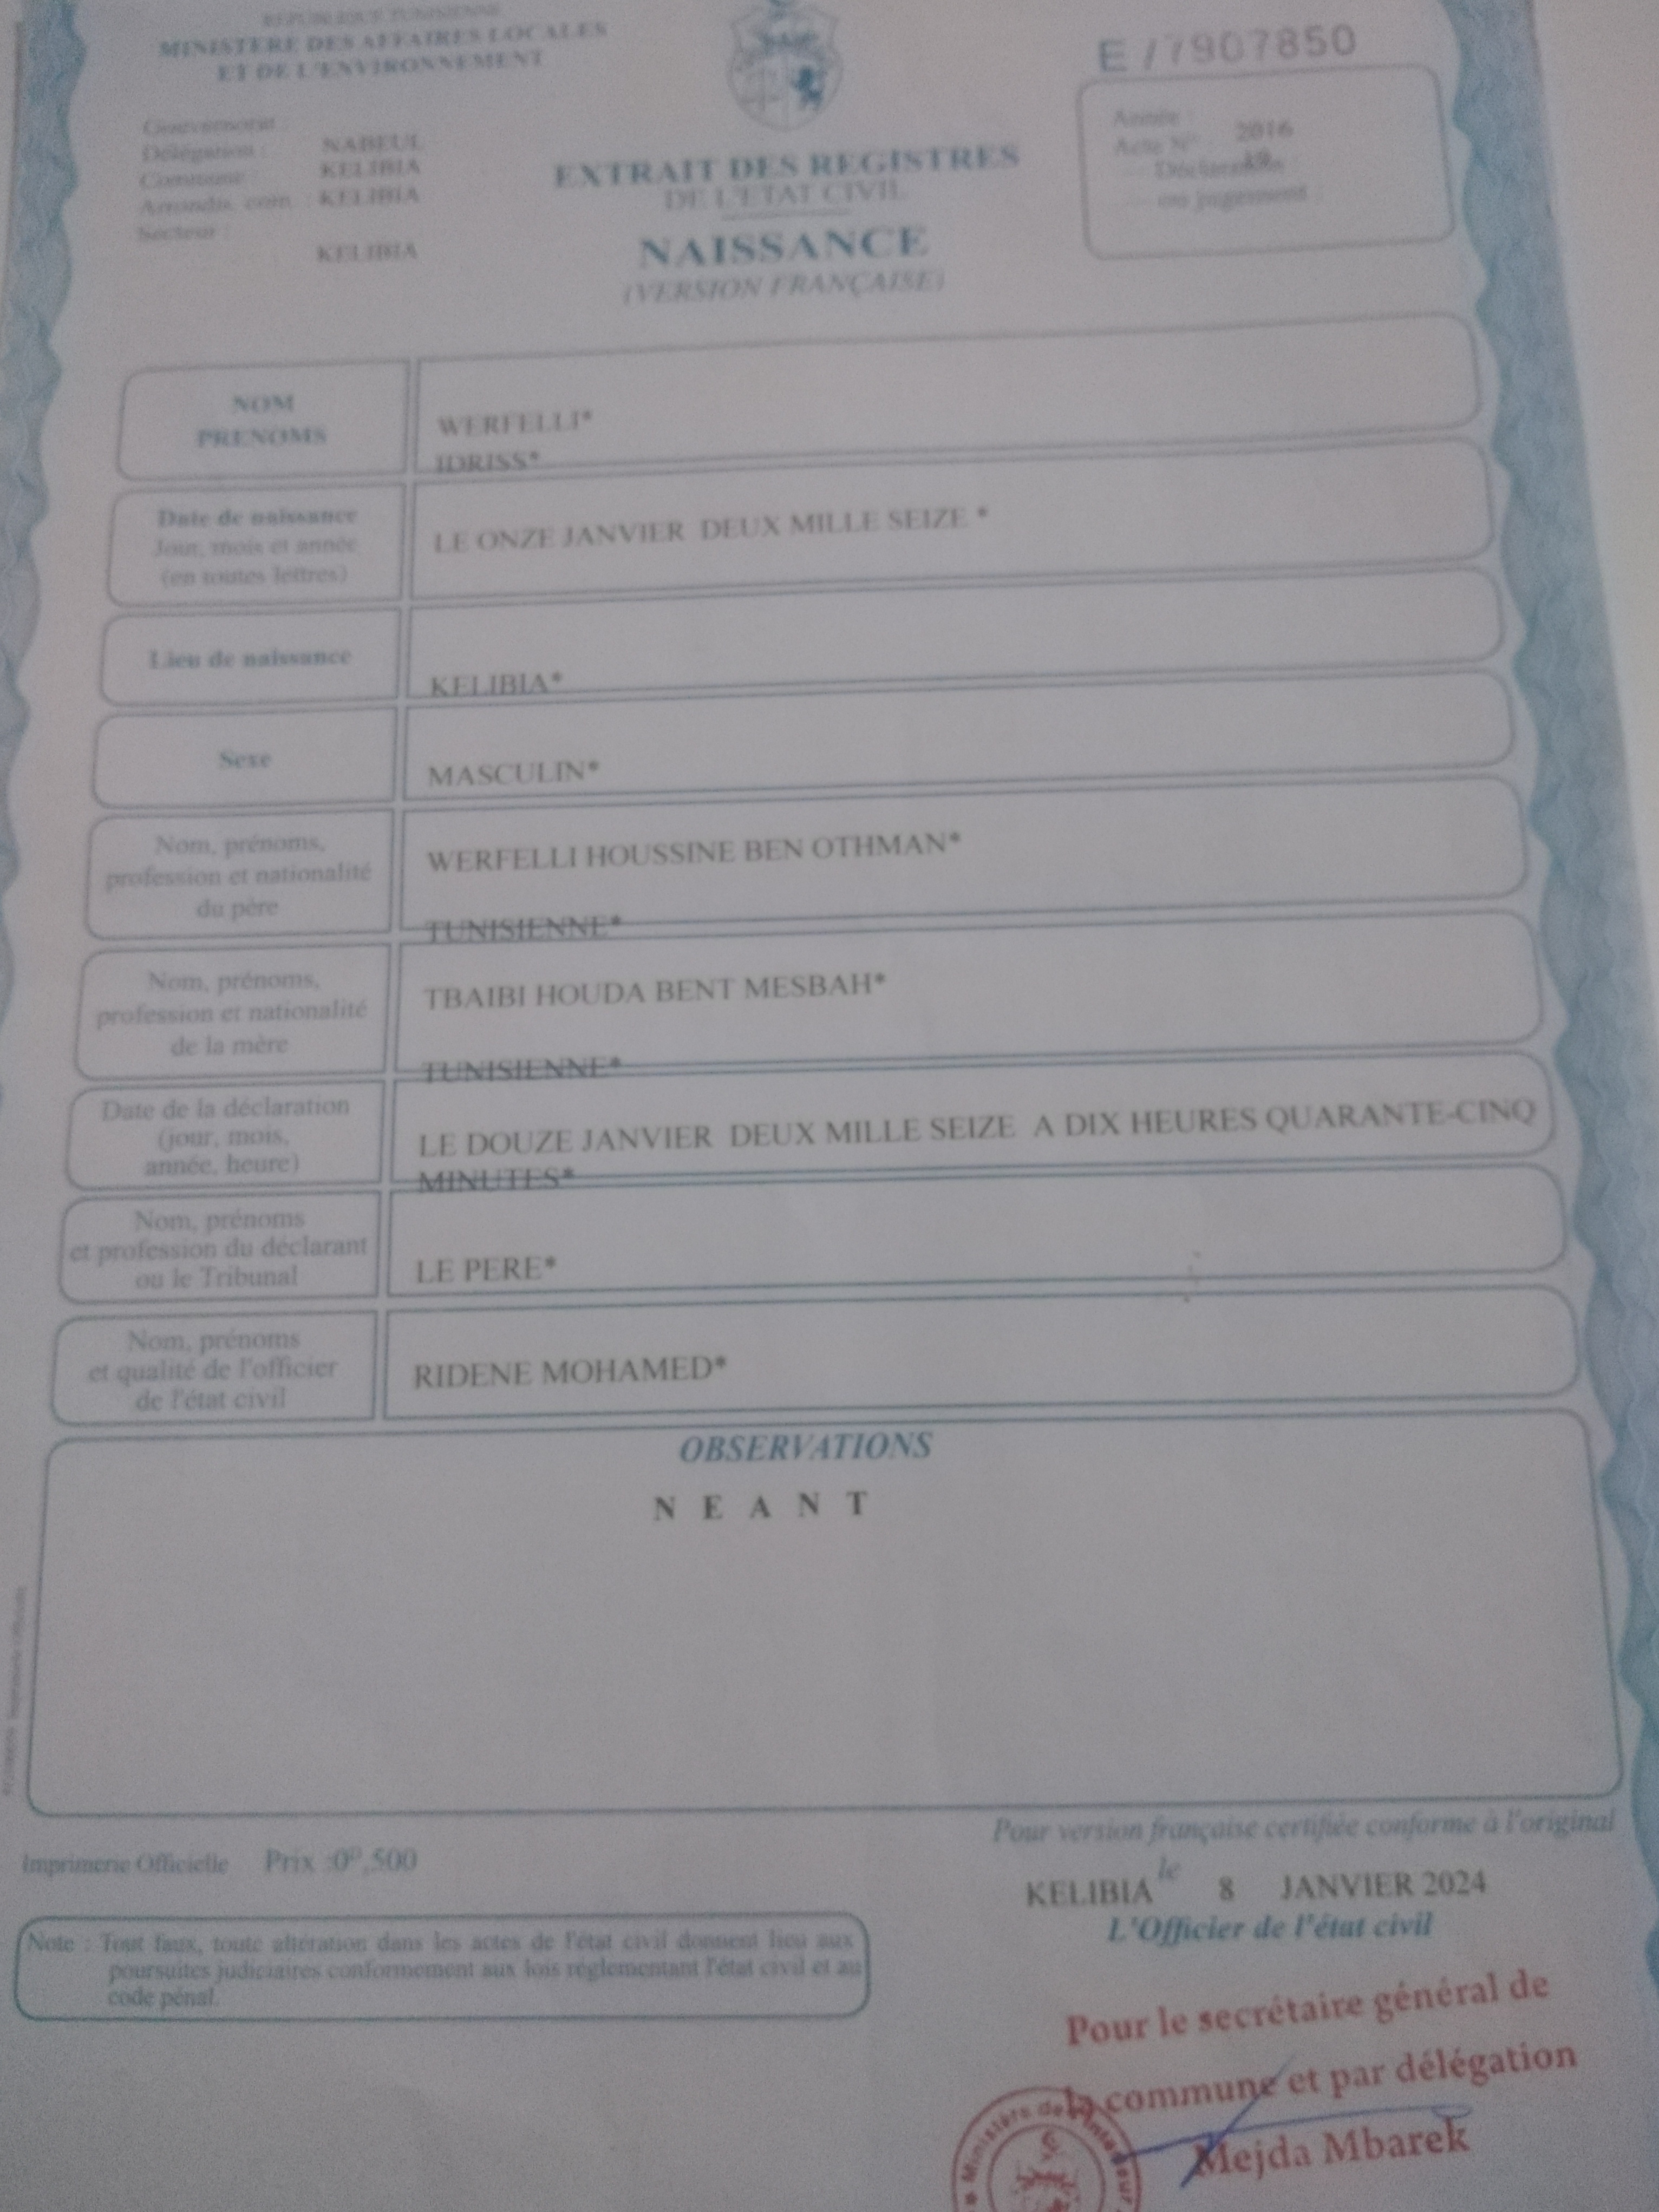 REPUBLIQUE TUNISIENNE
MINISTERE DES AFFAIRES LOCALES
ET DE L'ENVIRONNEMENT
E /7907850
Gouvernorat :
Délégation : NABEUL
Commune : KELIBIA
Arrondis. com : KELIBIA
Secteur :
KELIBIA
EXTRAIT DES REGISTRES
DE L'ETAT CIVIL
NAISSANCE
(VERSION FRANÇAISE)
Année :
Acte N° : 2016
Déclaration
ou jugement :
NOM
PRENOMS
WERFELLI*
IDRISS*
Date de naissance
Jour, mois et année
(en toutes lettres)
LE ONZE JANVIER DEUX MILLE SEIZE *
Lieu de naissance
KELIBIA*
Sexe
MASCULIN*
Nom, prénoms,
profession et nationalité
du père
WERFELLI HOUSSINE BEN OTHMAN*
TUNISIENNE*
Nom, prénoms,
profession et nationalité
de la mère
TBAIBI HOUDA BENT MESBAH*
TUNISIENNE*
Date de la déclaration
(jour, mois,
année, heure)
LE DOUZE JANVIER DEUX MILLE SEIZE A DIX HEURES QUARANTE-CINQ
MINUTES*
Nom, prénoms
et profession du déclarant
ou le Tribunal
LE PERE*
Nom, prénoms
et qualité de l'officier
de l'état civil
RIDENE MOHAMED*
OBSERVATIONS
N E A N T
Pour version française certifiée conforme à l'original
Imprimerie Officielle Prix :0ᴰ,500
KELIBIA le 8 JANVIER 2024
L'Officier de l'état civil
Note : Tout faux, toute altération dans les actes de l'état civil donnent lieu aux
poursuites judiciaires conformement aux lois réglementant l'état civil et au
code pénal.
Pour le secrétaire général de
la commune et par délégation
Mejda Mbarek
Ministère de